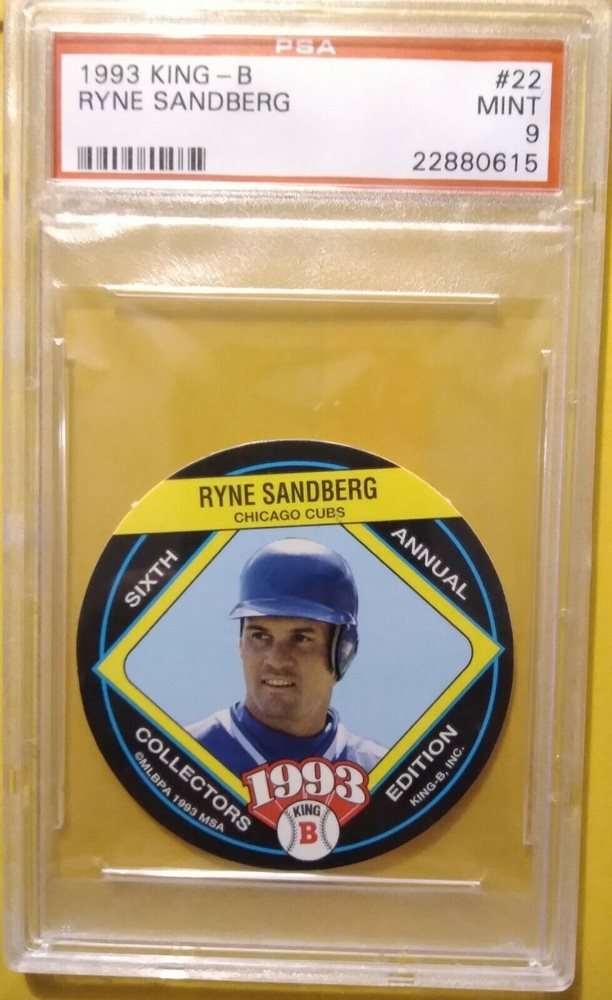 PSA
1993 KING-B #22
RYNE SANDBERG MINT
9
22880615
RYNE SANDBERG
CHICAGO CUBS
SIXTH ANNUAL
COLLECTORS EDITION
©MLBPA 1993 MSA
KING-B, INC.
1993
KING
B